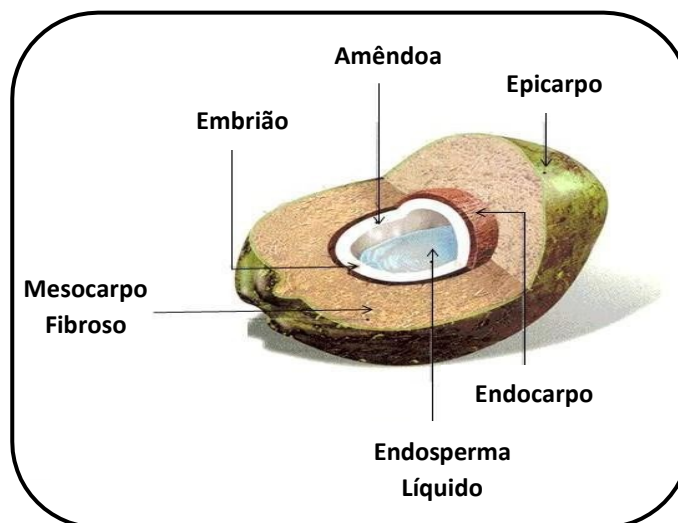 Amêndoa
Epicarpo
Embrião
Mesocarpo
Fibroso
Endocarpo
Endosperma
Líquido